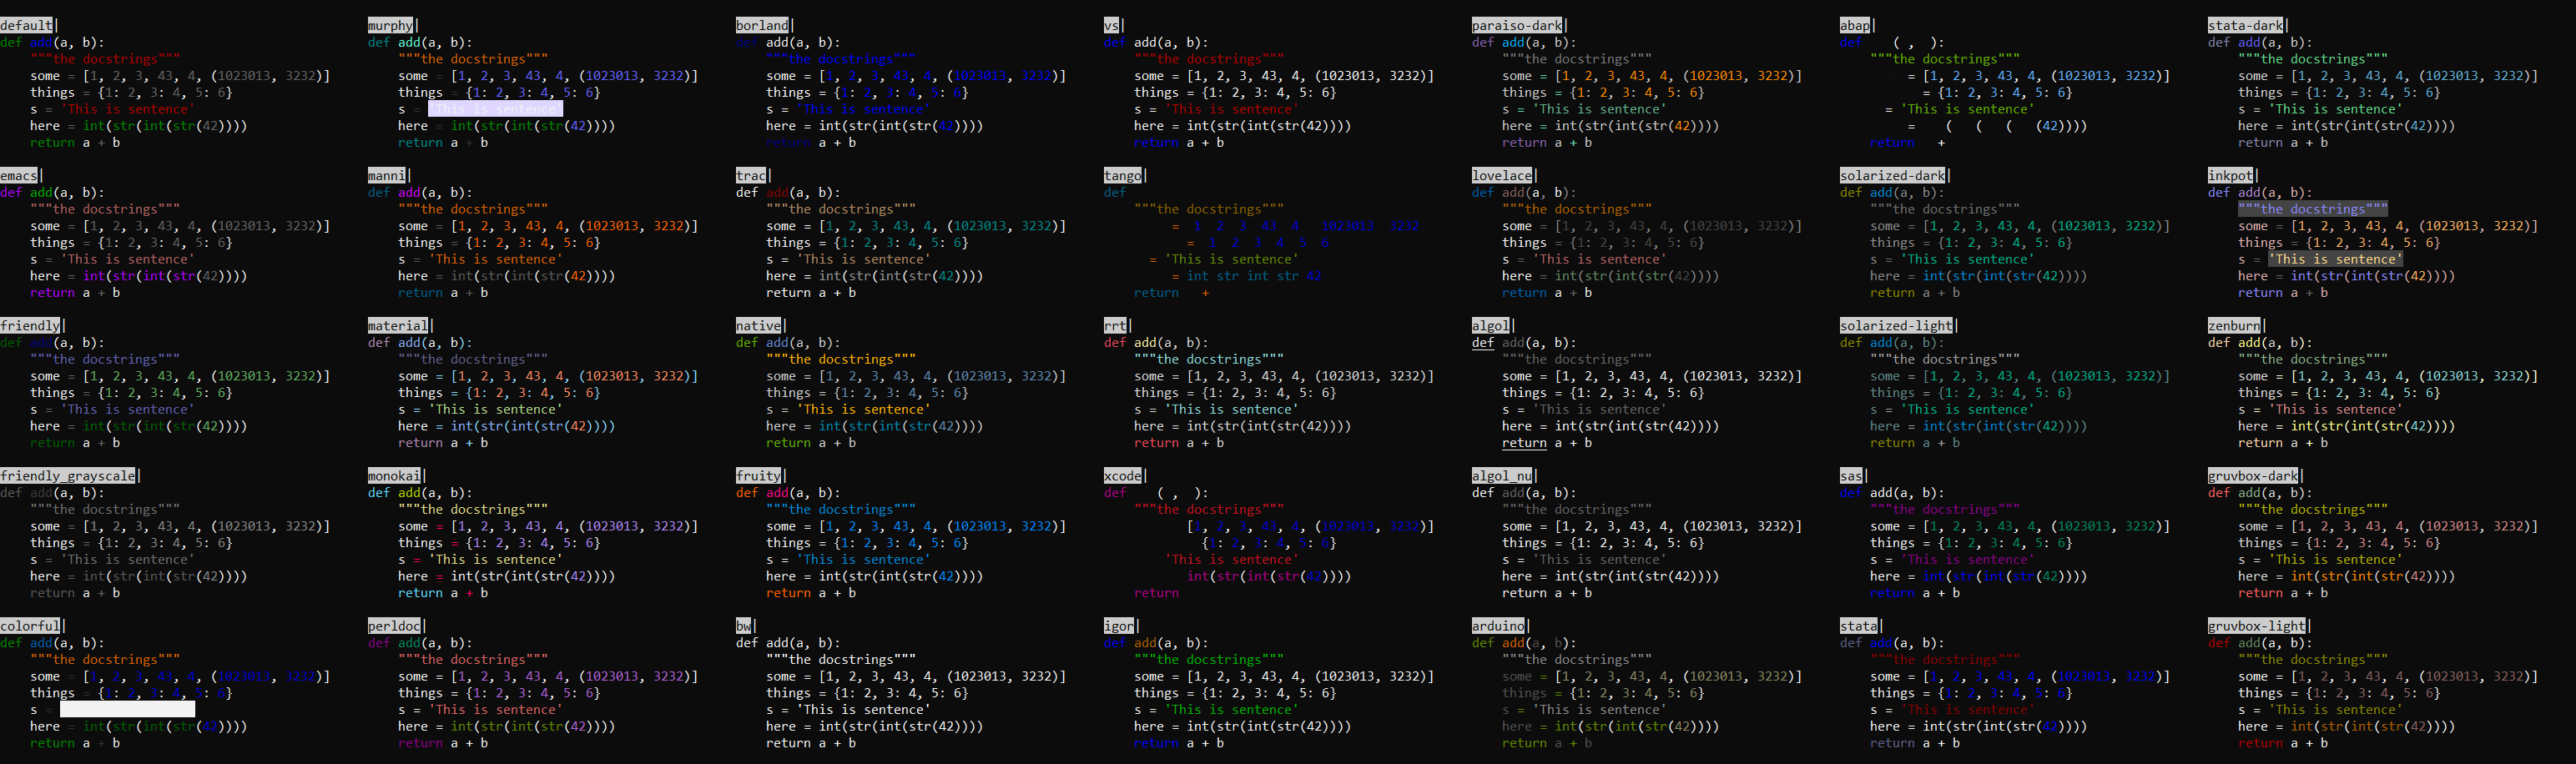 default|
def add(a, b):
"""the docstrings"""
some = [1, 2, 3, 43, 4, (1023013, 3232)]
things = {1: 2, 3: 4, 5: 6}
s = 'This is sentence'
here = int(str(int(str(42))))
return a + b
emacs|
def add(a, b):
"""the docstrings"""
some = [1, 2, 3, 43, 4, (1023013, 3232)]
things = {1: 2, 3: 4, 5: 6}
s = 'This is sentence'
here = int(str(int(str(42))))
return a + b
friendly|
def add(a, b):
"""the docstrings"""
some = [1, 2, 3, 43, 4, (1023013, 3232)]
things = {1: 2, 3: 4, 5: 6}
s = 'This is sentence'
here = int(str(int(str(42))))
return a + b
friendly_grayscale|
def add(a, b):
"""the docstrings"""
some = [1, 2, 3, 43, 4, (1023013, 3232)]
things = {1: 2, 3: 4, 5: 6}
s = 'This is sentence'
here = int(str(int(str(42))))
return a + b
colorful|
def add(a, b):
"""the docstrings"""
some = [1, 2, 3, 43, 4, (1023013, 3232)]
things = {1: 2, 3: 4, 5: 6}
s =
here = int(str(int(str(42))))
return a + b
murphy|
def add(a, b):
"""the docstrings"""
some = [1, 2, 3, 43, 4, (1023013, 3232)]
things = {1: 2, 3: 4, 5: 6}
s = 'This is sentence'
here = int(str(int(str(42))))
return a + b
manni|
def add(a, b):
"""the docstrings"""
some = [1, 2, 3, 43, 4, (1023013, 3232)]
things = {1: 2, 3: 4, 5: 6}
s = 'This is sentence'
here = int(str(int(str(42))))
return a + b
material|
def add(a, b):
"""the docstrings"""
some = [1, 2, 3, 43, 4, (1023013, 3232)]
things = {1: 2, 3: 4, 5: 6}
s = 'This is sentence'
here = int(str(int(str(42))))
return a + b
monokai|
def add(a, b):
"""the docstrings"""
some = [1, 2, 3, 43, 4, (1023013, 3232)]
things = {1: 2, 3: 4, 5: 6}
s = 'This is sentence'
here = int(str(int(str(42))))
return a + b
perldoc|
def add(a, b):
"""the docstrings"""
some = [1, 2, 3, 43, 4, (1023013, 3232)]
things = {1: 2, 3: 4, 5: 6}
s = 'This is sentence'
here = int(str(int(str(42))))
return a + b
borland|
def add(a, b):
"""the docstrings"""
some = [1, 2, 3, 43, 4, (1023013, 3232)]
things = {1: 2, 3: 4, 5: 6}
s = 'This is sentence'
here = int(str(int(str(42))))
return a + b
trac|
def add(a, b):
"""the docstrings"""
some = [1, 2, 3, 43, 4, (1023013, 3232)]
things = {1: 2, 3: 4, 5: 6}
s = 'This is sentence'
here = int(str(int(str(42))))
return a + b
native|
def add(a, b):
"""the docstrings"""
some = [1, 2, 3, 43, 4, (1023013, 3232)]
things = {1: 2, 3: 4, 5: 6}
s = 'This is sentence'
here = int(str(int(str(42))))
return a + b
fruity|
def add(a, b):
"""the docstrings"""
some = [1, 2, 3, 43, 4, (1023013, 3232)]
things = {1: 2, 3: 4, 5: 6}
s = 'This is sentence'
here = int(str(int(str(42))))
return a + b
bw|
def add(a, b):
"""the docstrings"""
some = [1, 2, 3, 43, 4, (1023013, 3232)]
things = {1: 2, 3: 4, 5: 6}
s = 'This is sentence'
here = int(str(int(str(42))))
return a + b
vs|
def add(a, b):
"""the docstrings"""
some = [1, 2, 3, 43, 4, (1023013, 3232)]
things = {1: 2, 3: 4, 5: 6}
s = 'This is sentence'
here = int(str(int(str(42))))
return a + b
tango|
def
"""the docstrings"""
= 1 2 3 43 4 1023013 3232
= 1 2 3 4 5 6
= 'This is sentence'
= int str int str 42
return +
rrt|
def add(a, b):
"""the docstrings"""
some = [1, 2, 3, 43, 4, (1023013, 3232)]
things = {1: 2, 3: 4, 5: 6}
s = 'This is sentence'
here = int(str(int(str(42))))
return a + b
xcode|
def ( , ):
"""the docstrings"""
[1, 2, 3, 43, 4, (1023013, 3232)]
{1: 2, 3: 4, 5: 6}
'This is sentence'
int(str(int(str(42))))
return
igor|
def add(a, b):
"""the docstrings"""
some = [1, 2, 3, 43, 4, (1023013, 3232)]
things = {1: 2, 3: 4, 5: 6}
s = 'This is sentence'
here = int(str(int(str(42))))
return a + b
paraiso-dark|
def add(a, b):
"""the docstrings"""
some = [1, 2, 3, 43, 4, (1023013, 3232)]
things = {1: 2, 3: 4, 5: 6}
s = 'This is sentence'
here = int(str(int(str(42))))
return a + b
lovelace|
def add(a, b):
"""the docstrings"""
some = [1, 2, 3, 43, 4, (1023013, 3232)]
things = {1: 2, 3: 4, 5: 6}
s = 'This is sentence'
here = int(str(int(str(42))))
return a + b
algol|
def add(a, b):
"""the docstrings"""
some = [1, 2, 3, 43, 4, (1023013, 3232)]
things = {1: 2, 3: 4, 5: 6}
s = 'This is sentence'
here = int(str(int(str(42))))
return a + b
algol_nu|
def add(a, b):
"""the docstrings"""
some = [1, 2, 3, 43, 4, (1023013, 3232)]
things = {1: 2, 3: 4, 5: 6}
s = 'This is sentence'
here = int(str(int(str(42))))
return a + b
arduino|
def add(a, b):
"""the docstrings"""
some = [1, 2, 3, 43, 4, (1023013, 3232)]
things = {1: 2, 3: 4, 5: 6}
s = 'This is sentence'
here = int(str(int(str(42))))
return a + b
abap|
def ( , ):
"""the docstrings"""
= [1, 2, 3, 43, 4, (1023013, 3232)]
= {1: 2, 3: 4, 5: 6}
= 'This is sentence'
= ( ( ( (42))))
return +
solarized-dark|
def add(a, b):
"""the docstrings"""
some = [1, 2, 3, 43, 4, (1023013, 3232)]
things = {1: 2, 3: 4, 5: 6}
s = 'This is sentence'
here = int(str(int(str(42))))
return a + b
solarized-light|
def add(a, b):
"""the docstrings"""
some = [1, 2, 3, 43, 4, (1023013, 3232)]
things = {1: 2, 3: 4, 5: 6}
s = 'This is sentence'
here = int(str(int(str(42))))
return a + b
sas|
def add(a, b):
"""the docstrings"""
some = [1, 2, 3, 43, 4, (1023013, 3232)]
things = {1: 2, 3: 4, 5: 6}
s = 'This is sentence'
here = int(str(int(str(42))))
return a + b
stata|
def add(a, b):
"""the docstrings"""
some = [1, 2, 3, 43, 4, (1023013, 3232)]
things = {1: 2, 3: 4, 5: 6}
s = 'This is sentence'
here = int(str(int(str(42))))
return a + b
stata-dark|
def add(a, b):
"""the docstrings"""
some = [1, 2, 3, 43, 4, (1023013, 3232)]
things = {1: 2, 3: 4, 5: 6}
s = 'This is sentence'
here = int(str(int(str(42))))
return a + b
inkpot|
def add(a, b):
"""the docstrings"""
some = [1, 2, 3, 43, 4, (1023013, 3232)]
things = {1: 2, 3: 4, 5: 6}
s = 'This is sentence'
here = int(str(int(str(42))))
return a + b
zenburn|
def add(a, b):
"""the docstrings"""
some = [1, 2, 3, 43, 4, (1023013, 3232)]
things = {1: 2, 3: 4, 5: 6}
s = 'This is sentence'
here = int(str(int(str(42))))
return a + b
gruvbox-dark|
def add(a, b):
"""the docstrings"""
some = [1, 2, 3, 43, 4, (1023013, 3232)]
things = {1: 2, 3: 4, 5: 6}
s = 'This is sentence'
here = int(str(int(str(42))))
return a + b
gruvbox-light|
def add(a, b):
"""the docstrings"""
some = [1, 2, 3, 43, 4, (1023013, 3232)]
things = {1: 2, 3: 4, 5: 6}
s = 'This is sentence'
here = int(str(int(str(42))))
return a + b